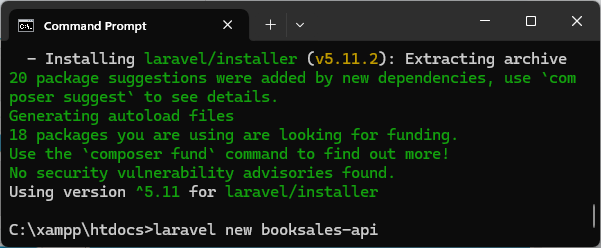 Command Prompt
- Installing laravel/installer (v5.11.2): Extracting archive
20 package suggestions were added by new dependencies, use `com
poser suggest` to see details.
Generating autoload files
18 packages you are using are looking for funding.
Use the `composer fund` command to find out more!
No security vulnerability advisories found.
Using version ^5.11 for laravel/installer
C:\xampp\htdocs>laravel new booksales-api